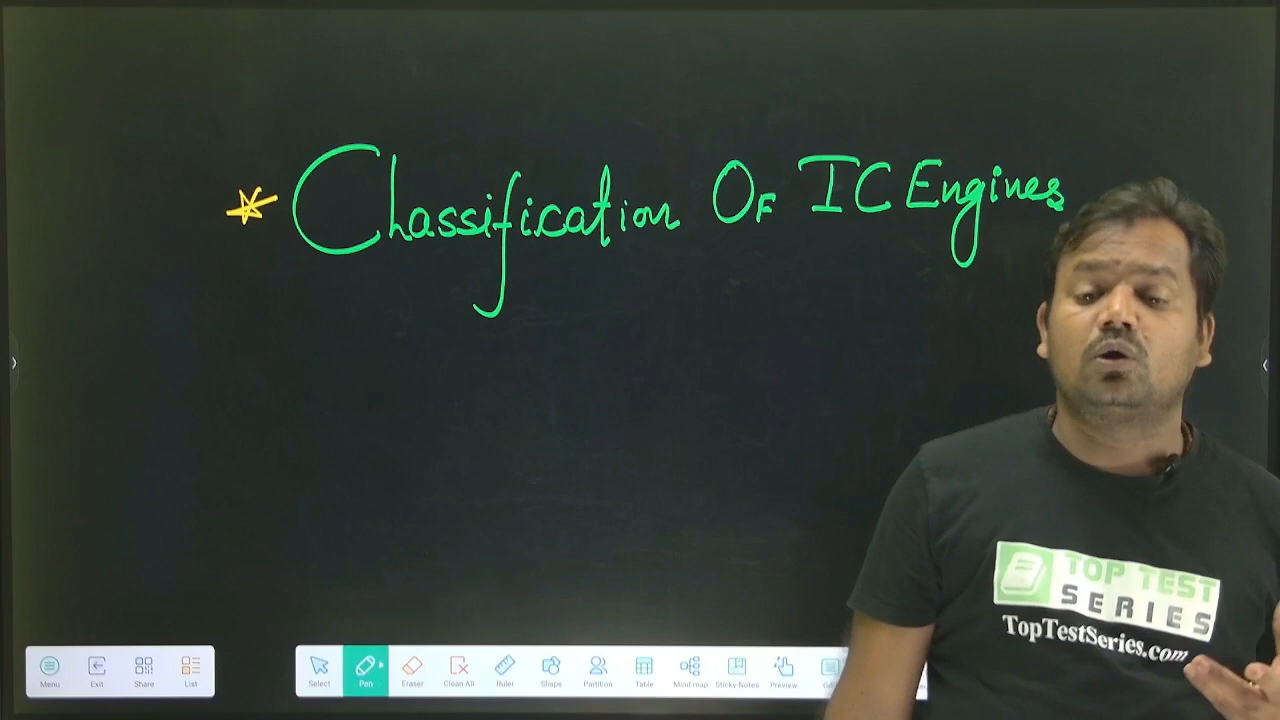 * Classification Of IC Engines
TOP TEST
SERIES
TopTestSeries.com
Menu Exit Share List Select Pen Eraser Clean All Ruler Shape Partition Table Mind map Sticky-Notes Preview